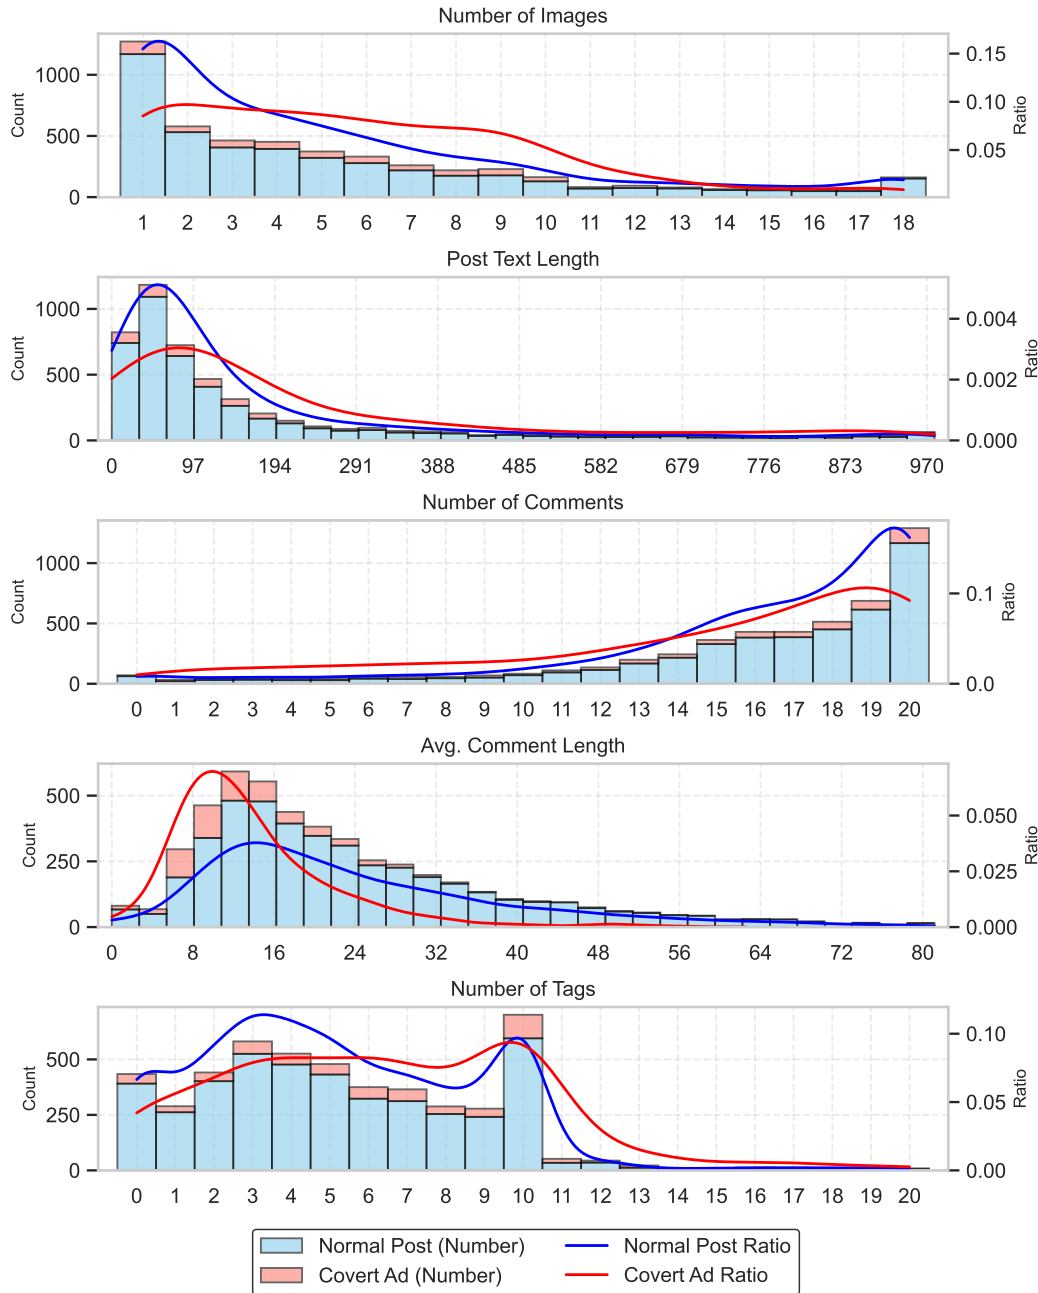 Number of Images
1000
500
0
Count
0.15
0.10
0.05
Ratio
1 2 3 4 5 6 7 8 9 10 11 12 13 14 15 16 17 18
Post Text Length
1000
500
0
Count
0.004
0.002
0.000
Ratio
0 97 194 291 388 485 582 679 776 873 970
Number of Comments
1000
500
0
Count
0.1
0.0
Ratio
0 1 2 3 4 5 6 7 8 9 10 11 12 13 14 15 16 17 18 19 20
Avg. Comment Length
500
250
0
Count
0.050
0.025
0.000
Ratio
0 8 16 24 32 40 48 56 64 72 80
Number of Tags
500
250
0
Count
0.10
0.05
0.00
Ratio
0 1 2 3 4 5 6 7 8 9 10 11 12 13 14 15 16 17 18 19 20
Normal Post (Number)
Normal Post Ratio
Covert Ad (Number)
Covert Ad Ratio